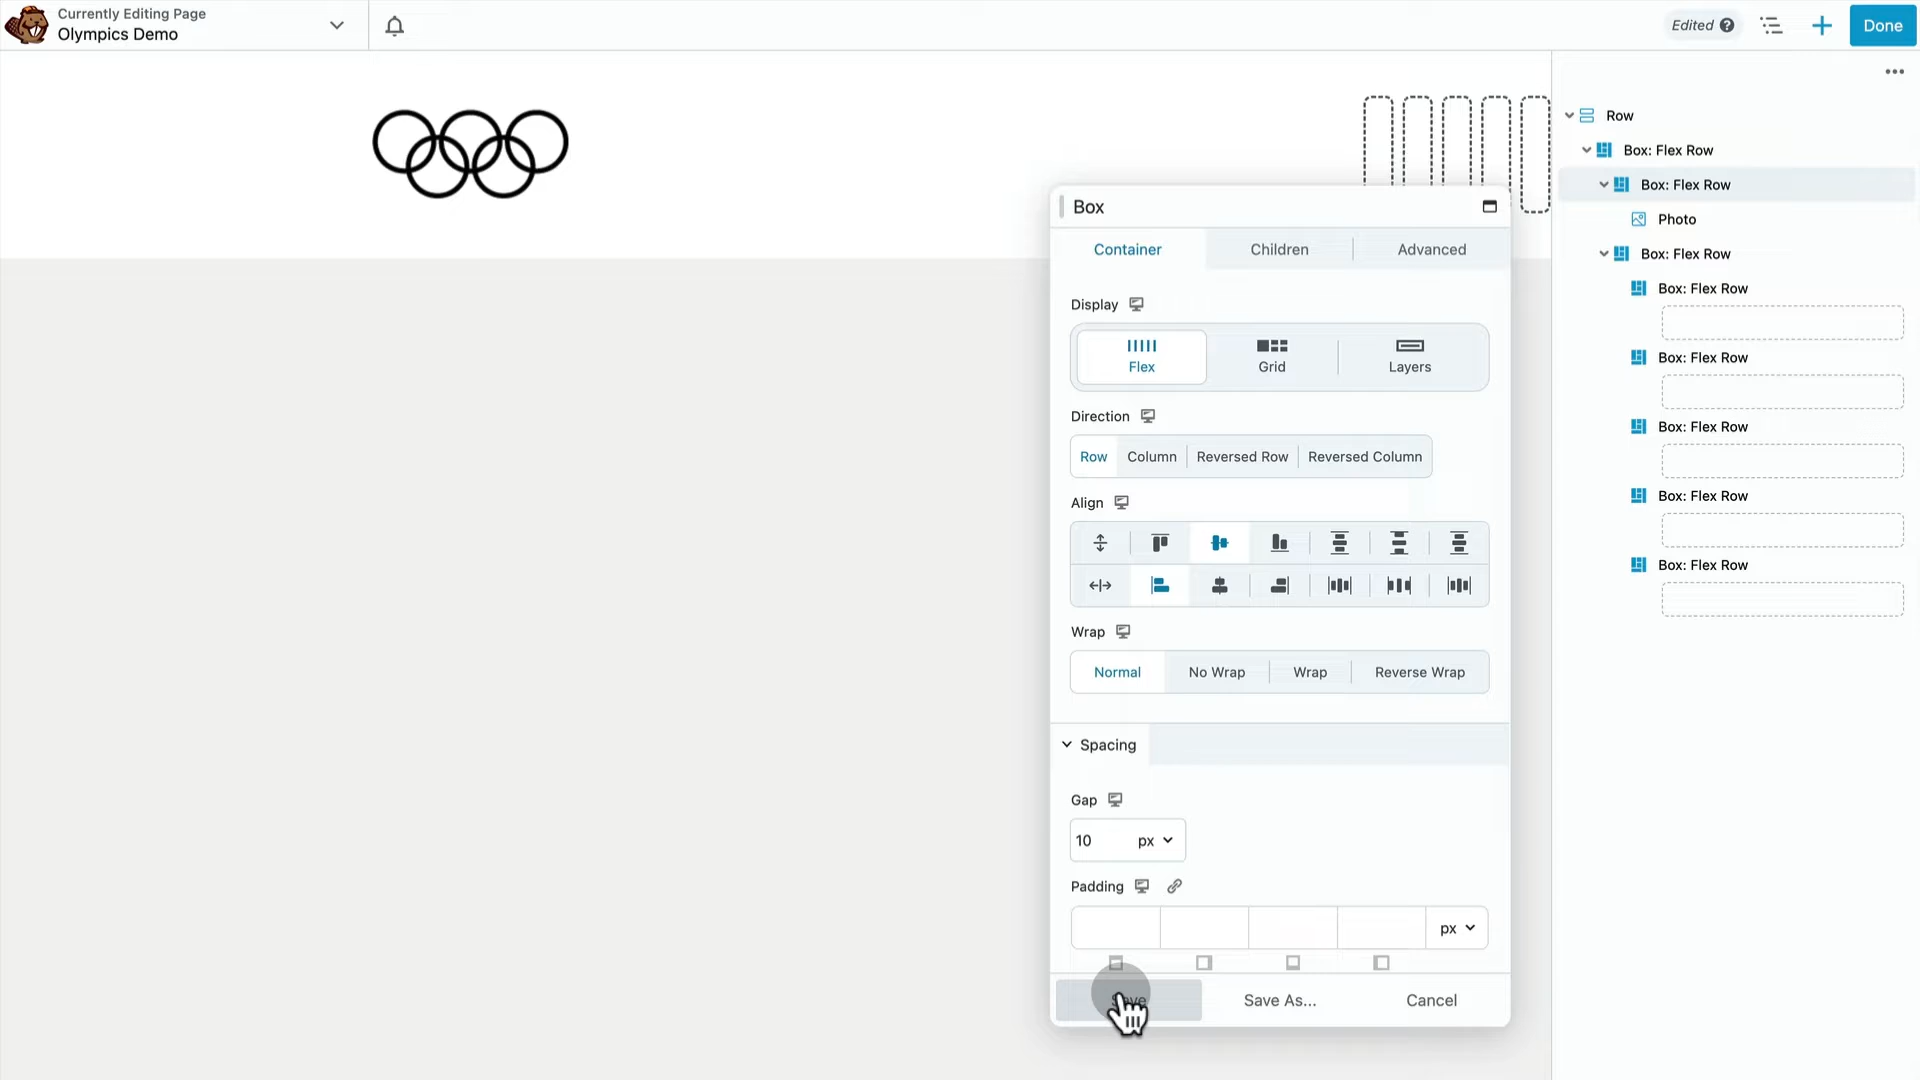 Currently Editing Page
Olympics Demo
Edited ?
Done
Row
Box: Flex Row
Box: Flex Row
Photo
Box: Flex Row
Box: Flex Row
Box: Flex Row
Box: Flex Row
Box: Flex Row
Box: Flex Row
Box
Container Children Advanced
Display
Flex Grid Layers
Direction
Row Column Reversed Row Reversed Column
Align
Wrap
Normal No Wrap Wrap Reverse Wrap
Spacing
Gap
10 px
Padding
px
Save Save As... Cancel